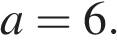 a = 6.